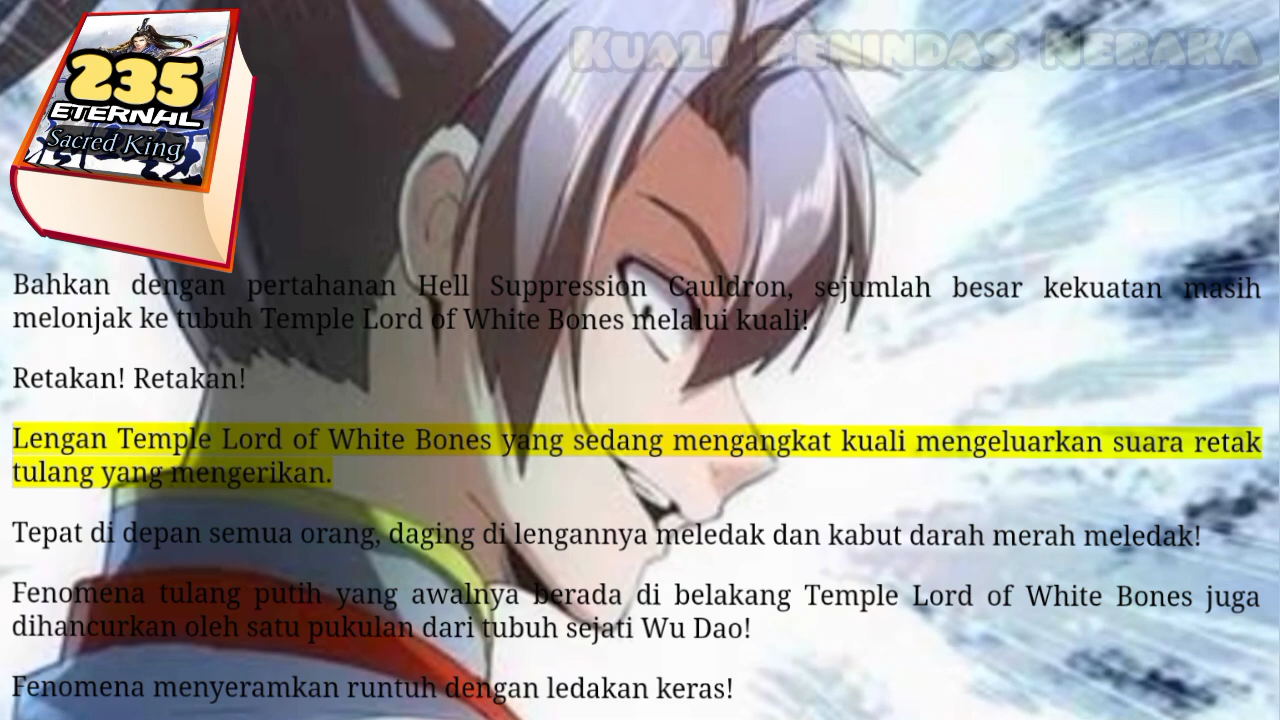 235
ETERNAL
Sacred King
Kuali Penindas Neraka
Bahkan dengan pertahanan Hell Suppression Cauldron, sejumlah besar kekuatan masih
melonjak ke tubuh Temple Lord of White Bones melalui kuali!
Retakan! Retakan!
Lengan Temple Lord of White Bones yang sedang mengangkat kuali mengeluarkan suara retak
tulang yang mengerikan.
Tepat di depan semua orang, daging di lengannya meledak dan kabut darah merah meledak!
Fenomena tulang putih yang awalnya berada di belakang Temple Lord of White Bones juga
dihancurkan oleh satu pukulan dari tubuh sejati Wu Dao!
Fenomena menyeramkan runtuh dengan ledakan keras!